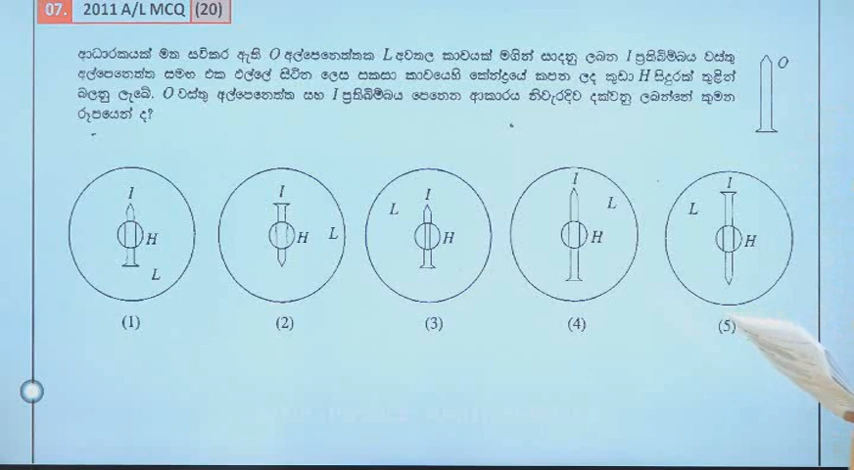 07. 2011 A/L MCQ (20)
ආධාරකයක් මත සවිකර ඇති O අල්පෙනෙත්තක L අවතල කාචයක් මගින් සාදනු ලබන I ප්‍රතිබිම්බය වස්තු
අල්පෙනෙත්ත සමඟ එක එල්ලේ සිටින ලෙස සකසා කාචයෙහි කේන්ද්‍රයේ කපන ලද කුඩා H සිදුරක් තුළින්
බලනු ලැබේ. O වස්තු අල්පෙනෙත්ත සහ I ප්‍රතිබිම්බය පෙනෙන ආකාරය නිවැරදිව දක්වනු ලබන්නේ කුමන
රූපයෙන් ද?
O
I H L
I H L
L I H
I L H
L I H
(1) (2) (3) (4) (5)